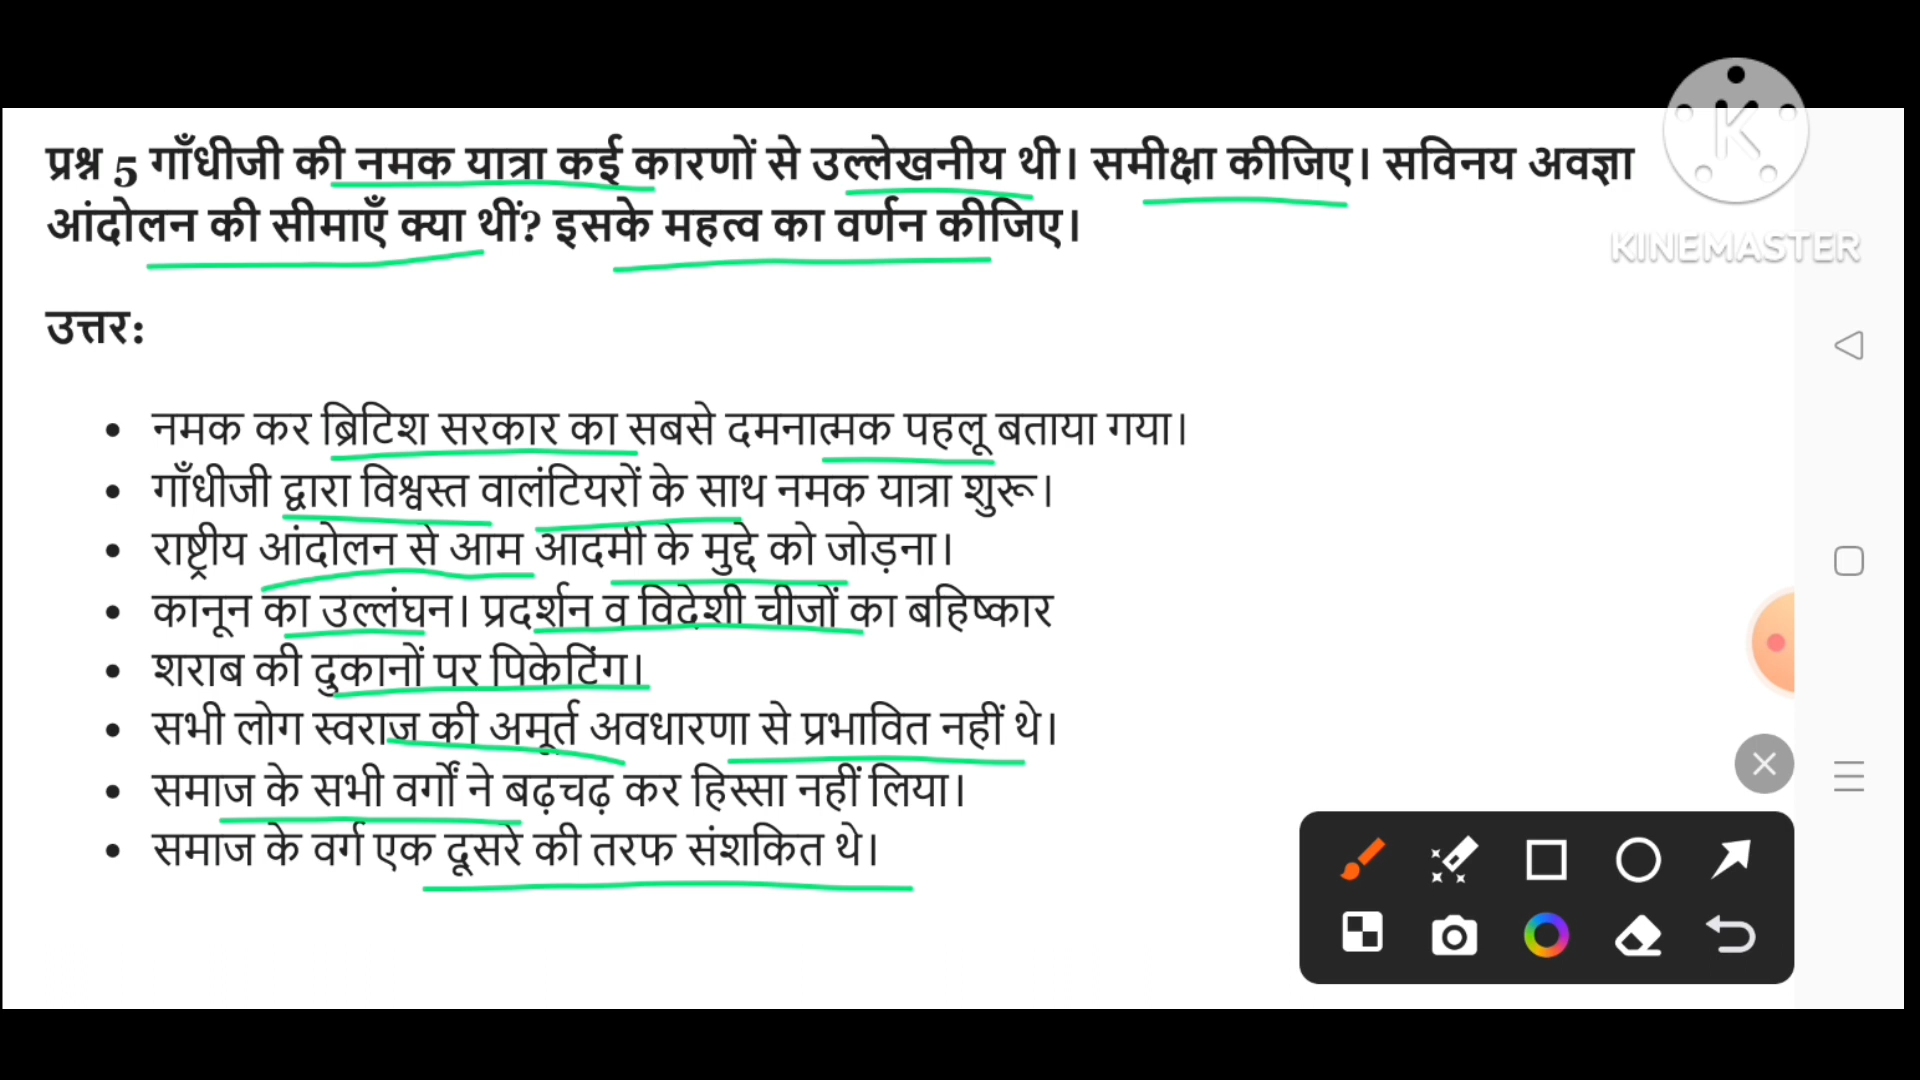 प्रश्न 5 गाँधीजी की नमक यात्रा कई कारणों से उल्लेखनीय थी। समीक्षा कीजिए। सविनय अवज्ञा
आंदोलन की सीमाएँ क्या थीं? इसके महत्व का वर्णन कीजिए।
KINEMASTER
उत्तर:
• नमक कर ब्रिटिश सरकार का सबसे दमनात्मक पहलू बताया गया।
• गाँधीजी द्वारा विश्वस्त वालंटियरों के साथ नमक यात्रा शुरू।
• राष्ट्रीय आंदोलन से आम आदमी के मुद्दे को जोड़ना।
• कानून का उल्लंघन। प्रदर्शन व विदेशी चीजों का बहिष्कार
• शराब की दुकानों पर पिकेटिंग।
• सभी लोग स्वराज की अमूर्त अवधारणा से प्रभावित नहीं थे।
• समाज के सभी वर्गों ने बढ़चढ़ कर हिस्सा नहीं लिया।
• समाज के वर्ग एक दूसरे की तरफ संशकित थे।